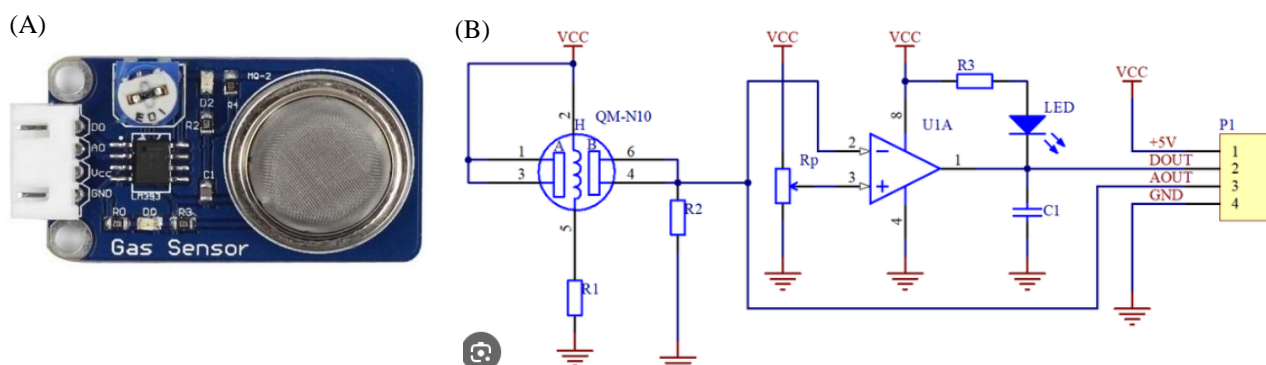 (A)
MQ-2
EDI
D2
R4
R2
DO
AO
Vcc
GND
LM393
C1
R0
D0
R3
Gas Sensor
(B)
VCC
2
QM-N10
H
1
A
B
6
3
4
5
R1
R2
VCC
Rp
VCC
8
R3
LED
U1A
2
3
1
4
C1
VCC
P1
+5V
1
DOUT
2
AOUT
3
GND
4